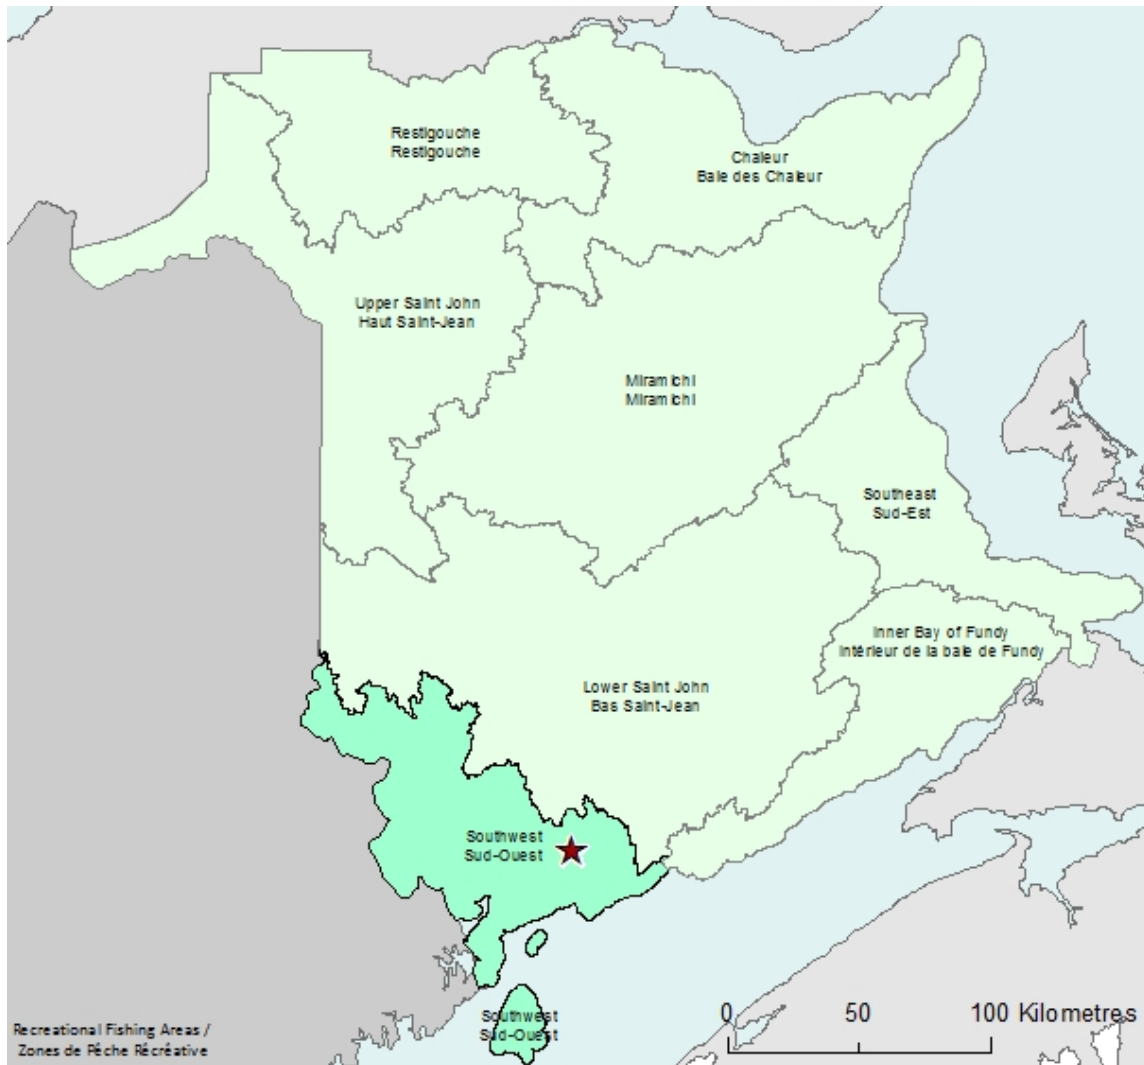 Restigouche
Restigouche
Chaleur
Baie des Chaleur
Upper Saint John
Haut Saint-Jean
Miramichi
Miramichi
Southeast
Sud-Est
Inner Bay of Fundy
Intérieur de la baie de Fundy
Lower Saint John
Bas Saint-Jean
Southwest
Sud-Ouest
Southwest
Sud-Ouest
0 50 100 Kilometres
Recreational Fishing Areas /
Zones de Pêche Récréative